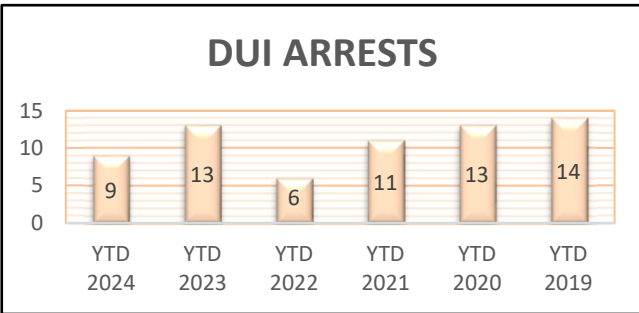 DUI ARRESTS
15
10
5
0
9
13
6
11
13
14
YTD 2024
YTD 2023
YTD 2022
YTD 2021
YTD 2020
YTD 2019